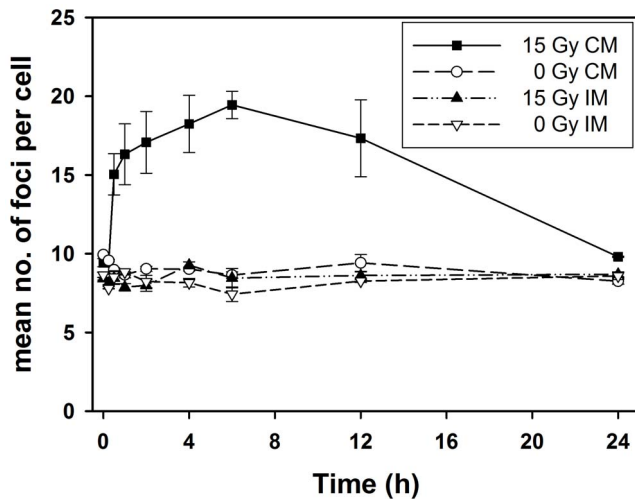 mean no. of foci per cell
25
20
15
10
5
0
15 Gy CM
0 Gy CM
15 Gy IM
0 Gy IM
0 4 8 12 16 20 24
Time (h)